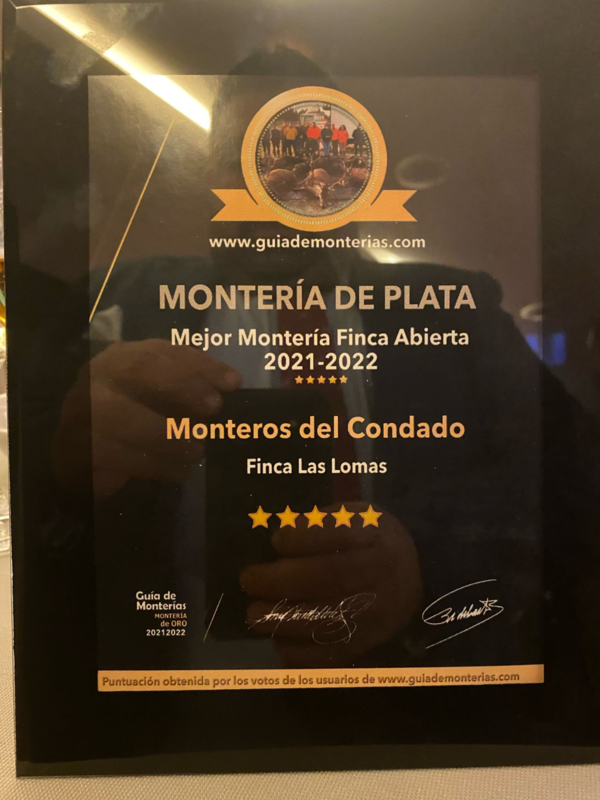 www.guiademonterias.com
MONTERÍA DE PLATA
Mejor Montería Finca Abierta
2021-2022
Monteros del Condado
Finca Las Lomas
Guía de
Monterías
MONTERÍA
de ORO
20212022
Puntuación obtenida por los votos de los usuarios de www.guiademonterias.com